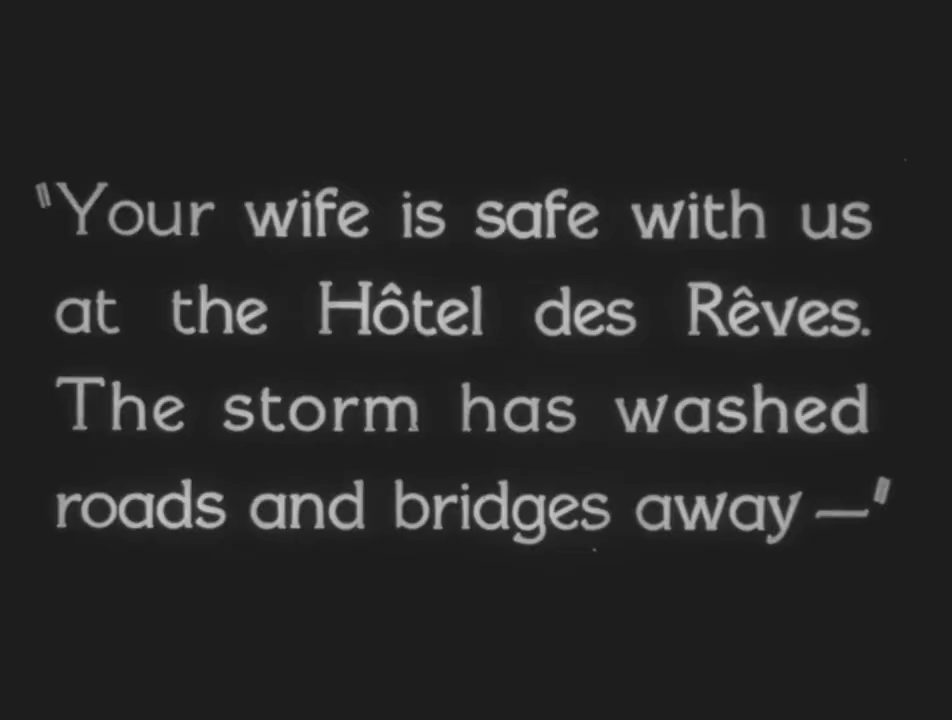 "Your wife is safe with us
at the Hôtel des Rêves.
The storm has washed
roads and bridges away —"